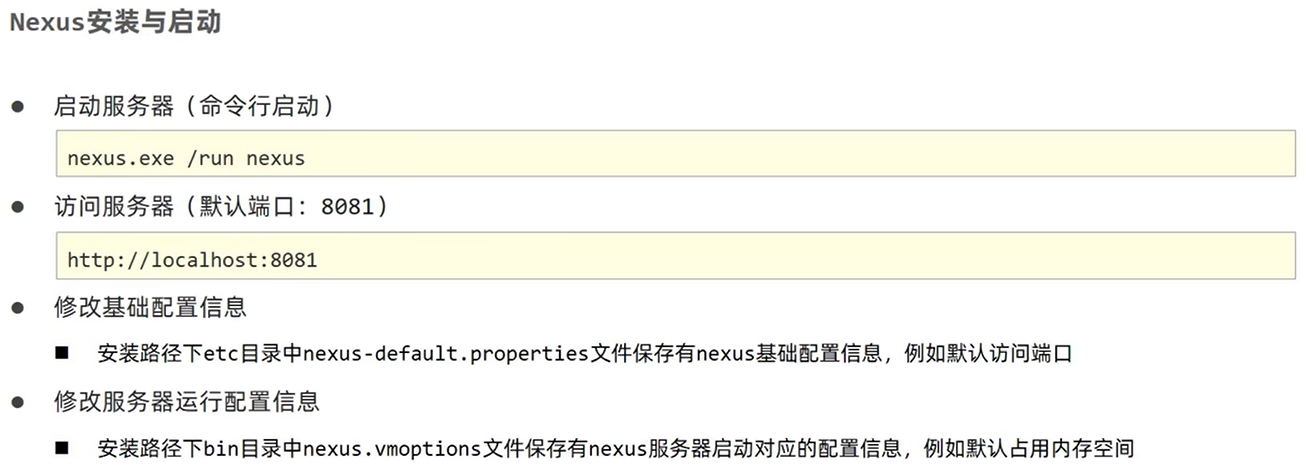 Nexus安装与启动
启动服务器（命令行启动）
nexus.exe /run nexus
访问服务器（默认端口：8081）
http://localhost:8081
修改基础配置信息
安装路径下etc目录中nexus-default.properties文件保存有nexus基础配置信息，例如默认访问端口
修改服务器运行配置信息
安装路径下bin目录中nexus.vmoptions文件保存有nexus服务器启动对应的配置信息，例如默认占用内存空间